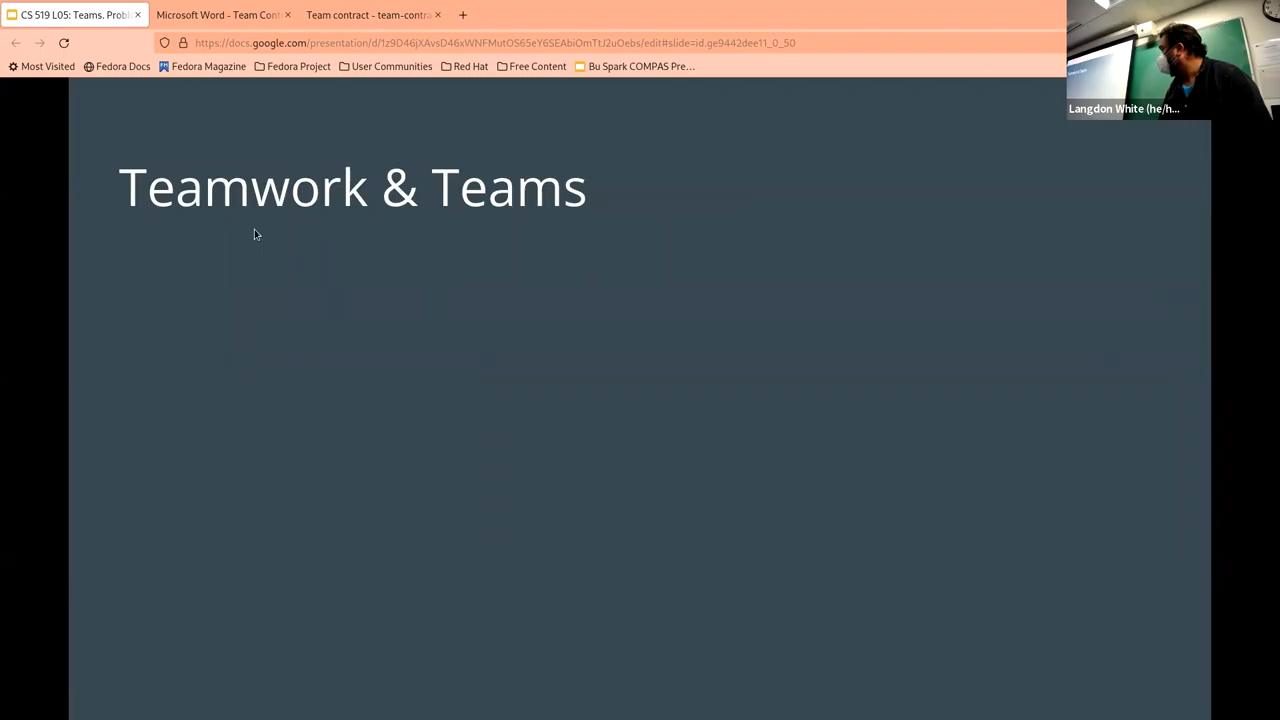 CS 519 L05: Teams. Prob
Microsoft Word - Team Cont
Team contract - team-contra
https://docs.google.com/presentation/d/1z9D46jXAvsD46xWNFMutOS65eY6SEAbiOmTtJ2uOebs/edit#slide=id.ge9442dee11_0_50
Most Visited
Fedora Docs
Fedora Magazine
Fedora Project
User Communities
Red Hat
Free Content
Bu Spark COMPAS Pre…
Langdon White (he/h...
Teamwork & Teams